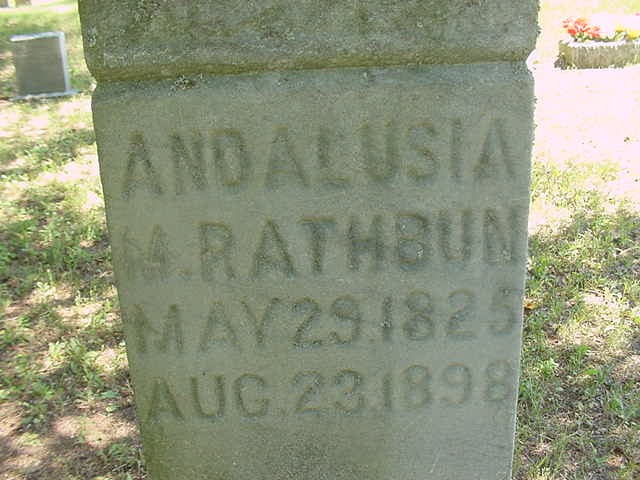 ANDALUSIA
M. RATHBUN
MAY 29. 1825
AUG. 23. 1898